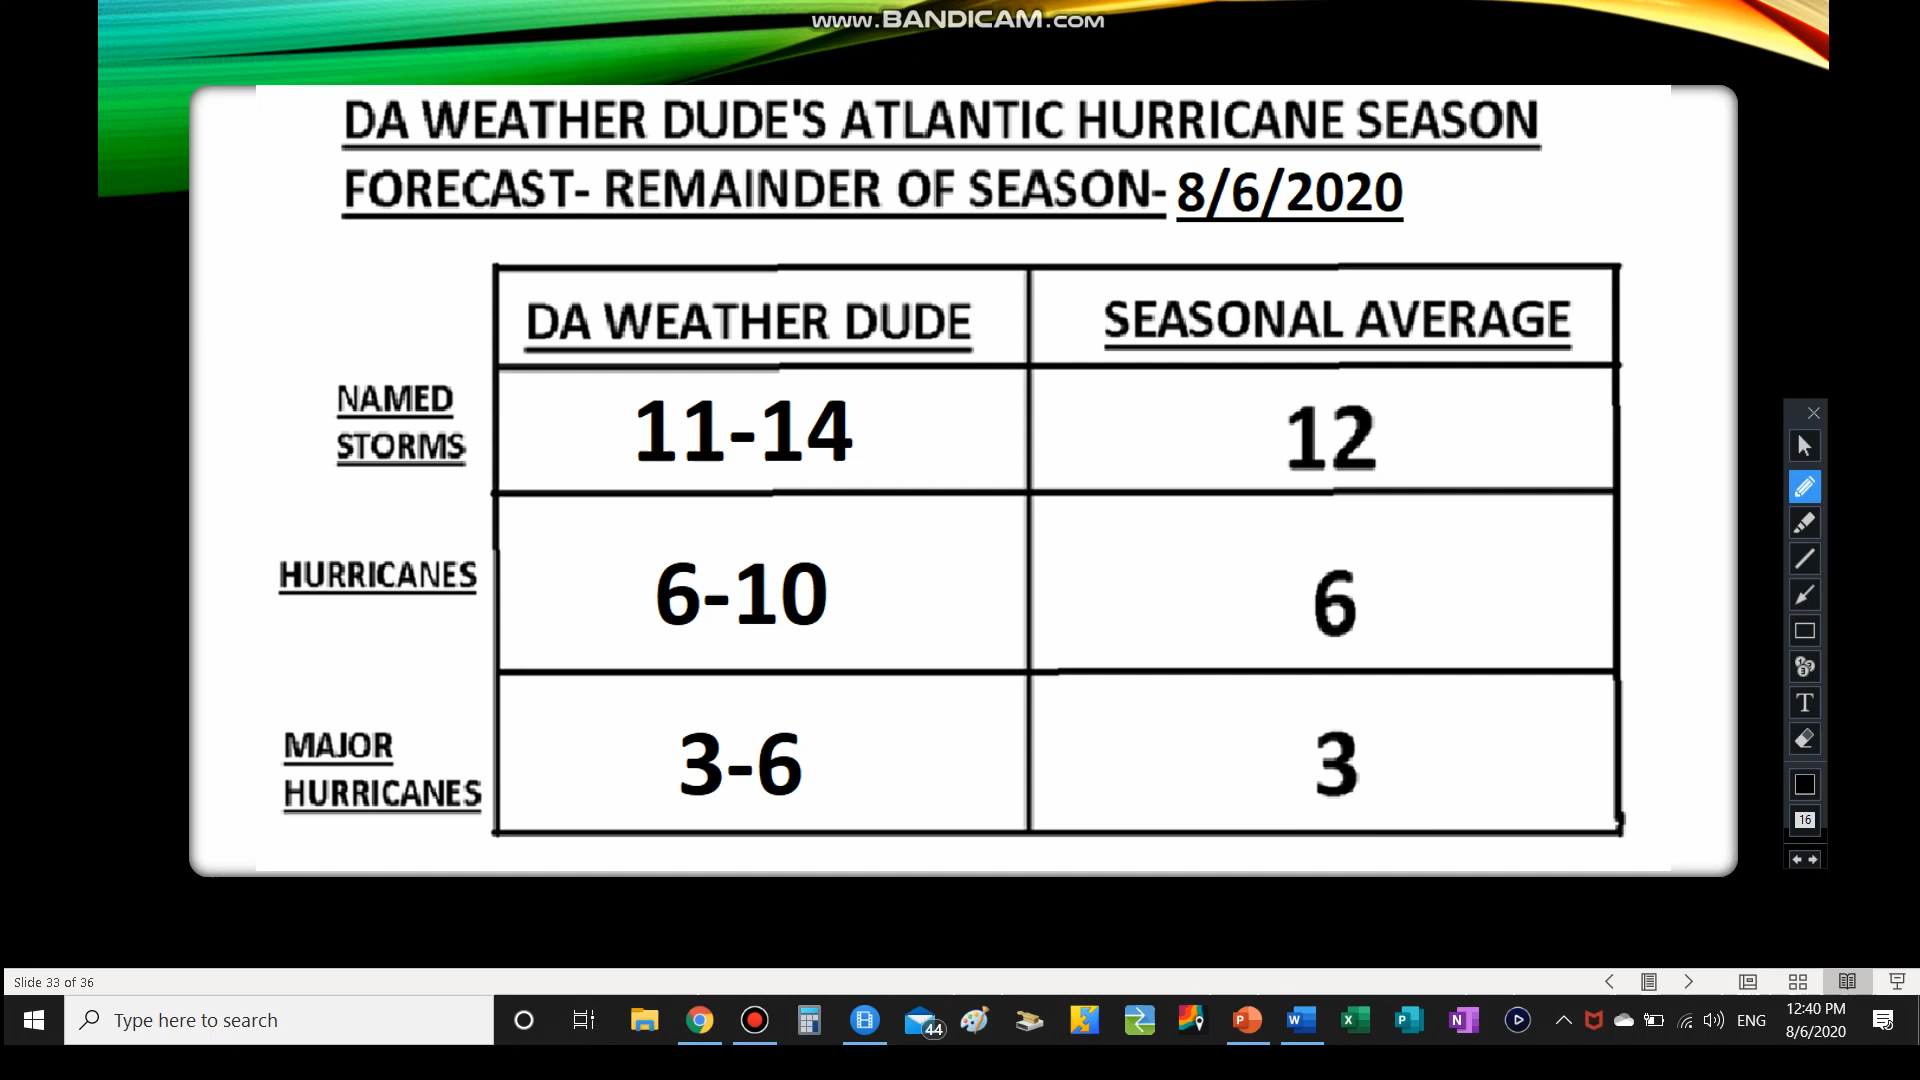 www.BANDICAM.com
DA WEATHER DUDE'S ATLANTIC HURRICANE SEASON
FORECAST- REMAINDER OF SEASON- 8/6/2020
DA WEATHER DUDE SEASONAL AVERAGE
NAMED
STORMS
11-14 12
HURRICANES 6-10 6
MAJOR
HURRICANES
3-6 3
16
Slide 33 of 36
Type here to search
44
ENG
12:40 PM
8/6/2020